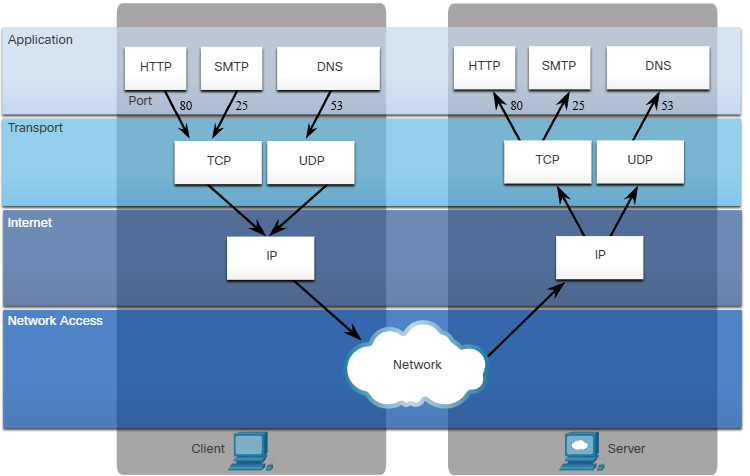 Application
HTTP SMTP DNS HTTP SMTP DNS
Port 80 25 53 80 25 53
Transport
TCP UDP TCP UDP
Internet
IP IP
Network Access
Network
Client Server